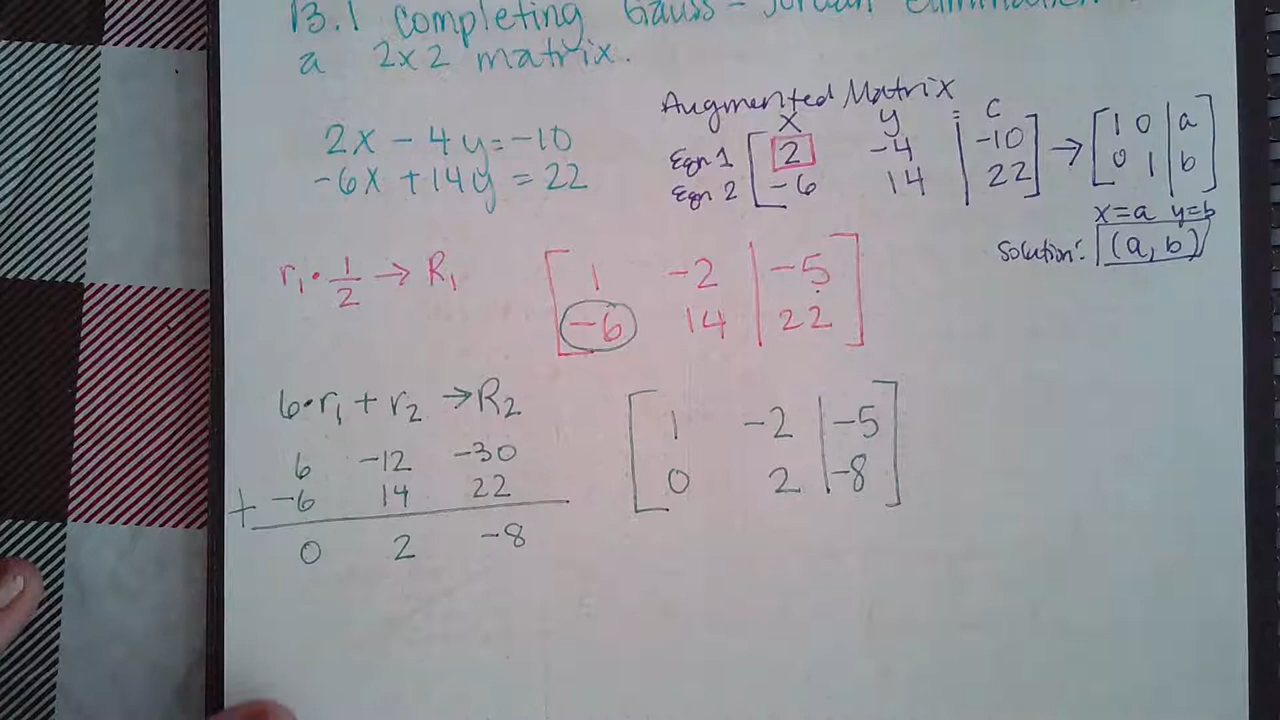 13.1 completing Gauss-Jordan elimination
a 2x2 matrix.
2x - 4y = -10
-6x + 14y = 22
Augmented Matrix
x y = c
Eqn 1 [ 2 -4 | -10 ] → [ 1 0 | a ]
Eqn 2 [ -6 14 | 22 ] [ 0 1 | b ]
x=a y=b
Solution: (a, b)
r₁ · 1/2 → R₁
[ 1 -2 | -5 ]
[ -6 14 | 22 ]
6·r₁ + r₂ → R₂
6 -12 -30
+ -6 14 22
0 2 -8
[ 1 -2 | -5 ]
[ 0 2 | -8 ]